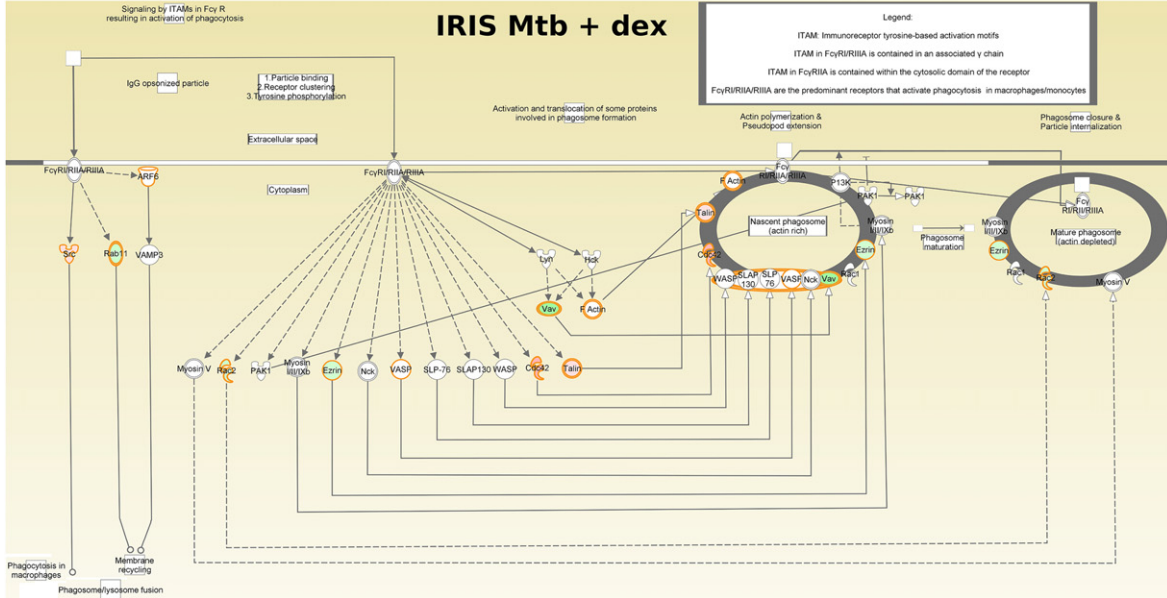 Signaling by ITAMs in Fcγ R
resulting in activation of phagocytosis
IRIS Mtb + dex
Legend:
ITAM: Immunoreceptor tyrosine-based activation motifs
ITAM in FcγRI/RIIIA is contained in an associated γ chain
ITAM in FcγRIIA is contained within the cytosolic domain of the receptor
FcγRI/IIA/RIIIA are the predominant receptors that activate phagocytosis in macrophages/monocytes
IgG opsonized particle
1.Particle binding
2.Receptor clustering
3.Tyrosine phosphorylation
Activation and translocation of some proteins
involved in phagosome formation
Actin polymerization &
Pseudopod extension
Phagosome closure &
Particle internalization
Extracellular space
Cytoplasm
FcγRI/RIIA/RIIIA
ARF6
FcγRI/RIIA/RIIIA
F Actin
Fcγ
RI/RIIA/RIIIA
P13K
PAK1
PAK1
Talin
Nascent phagosome
(actin rich)
Myosin
I/II/IXb
Cdc42
Ezrin
WASP
SLAP
130
SLP
76
VASP
Nck
Vav
Rac1
Phagosome
maturation
Fcγ
RI/RII/RIIIA
Mature phagosome
(actin depleted)
Myosin
I/II/IXb
Ezrin
Rac1
Rac2
Myosin V
Src
Rab11
VAMP3
Lyn
Hck
Vav
F Actin
Myosin V
Rac2
PAK1
Myosin
I/II/IXb
Ezrin
Nck
VASP
SLP-76
SLAP130
WASP
Cdc42
Talin
Phagocytosis in
macrophages
Membrane
recycling
Phagosome/lysosome fusion